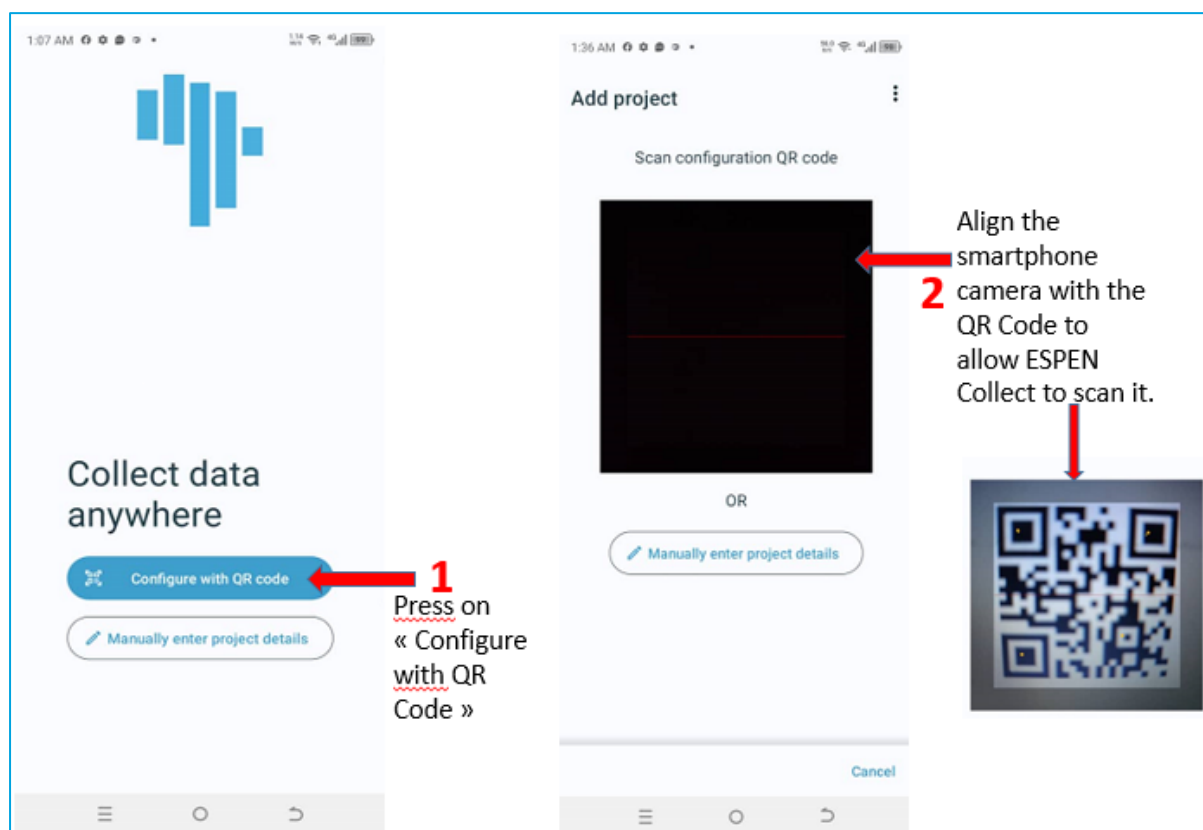 1:07 AM
Collect data
anywhere
Configure with QR code
Manually enter project details
1
Press on
« Configure
with QR
Code »
1:36 AM
Add project
Scan configuration QR code
OR
Manually enter project details
Cancel
Align the
smartphone
2 camera with the
QR Code to
allow ESPEN
Collect to scan it.